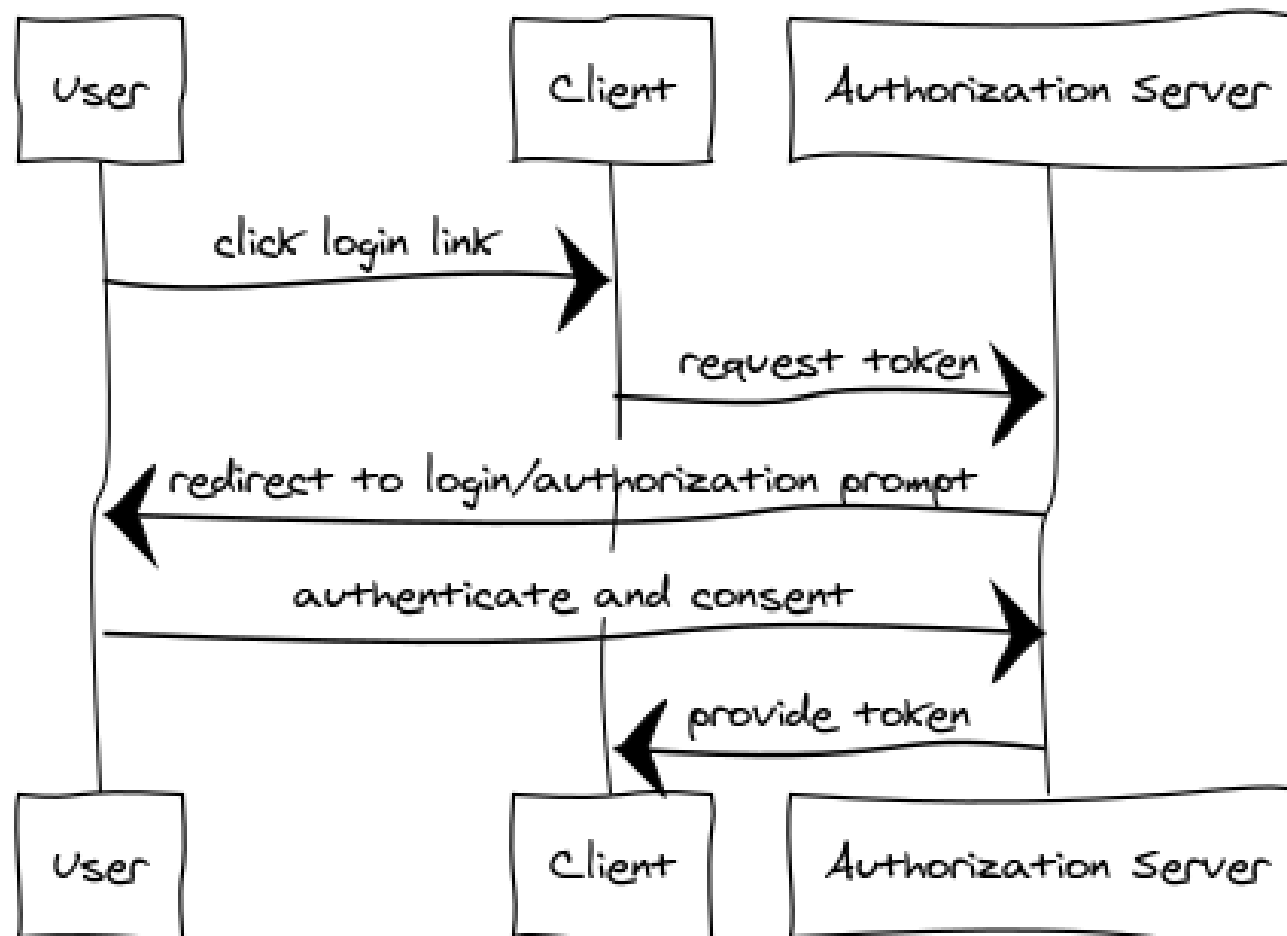 User
Client
Authorization Server
click login link
request token
redirect to login/authorization prompt
authenticate and consent
provide token
User
Client
Authorization Server